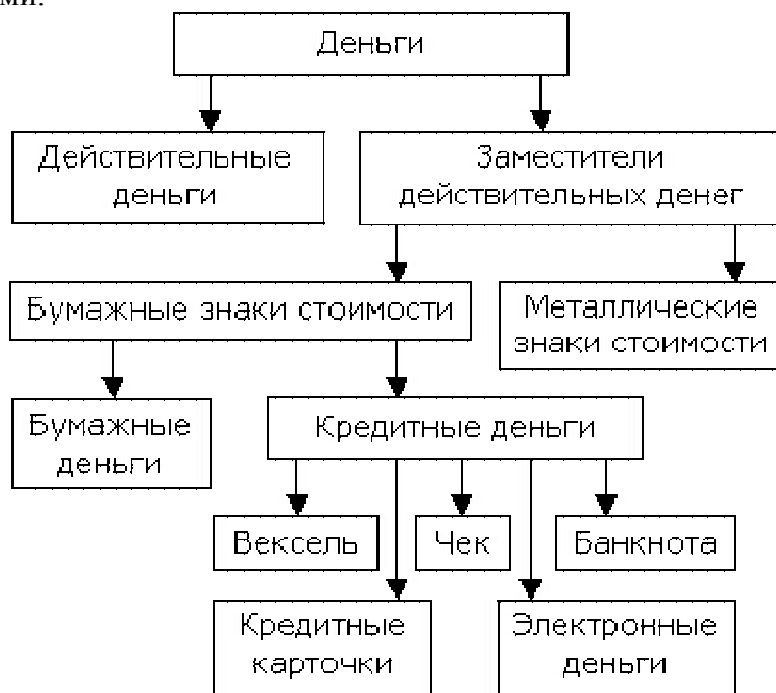 ми.
Деньги
Действительные
деньги
Заместители
действительных денег
Бумажные знаки стоимости
Металлические
знаки стоимости
Бумажные
деньги
Кредитные деньги
Вексель
Чек
Банкнота
Кредитные
карточки
Электронные
деньги